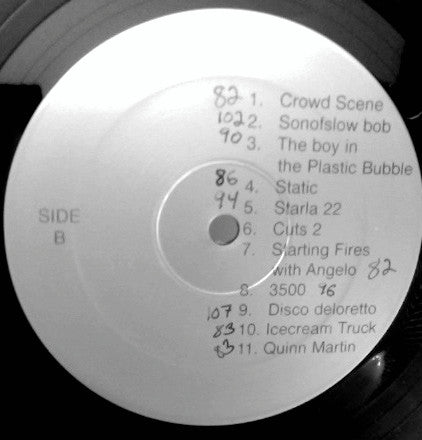 SIDE
B
82 1. Crowd Scene
102 2. Sonofslow bob
90 3. The boy in
the Plastic Bubble
86 4. Static
94 5. Starla 22
6. Cuts 2
7. Starting Fires
with Angelo 82
8. 3500 96
107 9. Disco deloretto
83 10. Icecream Truck
83 11. Quinn Martin